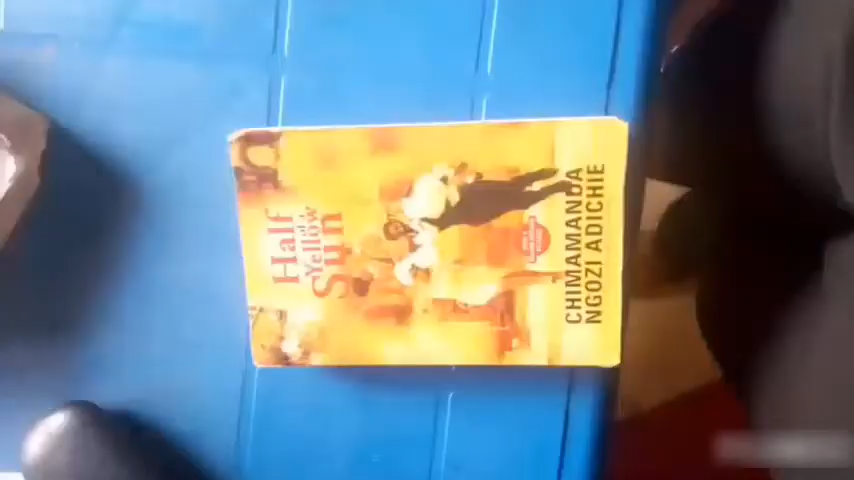 Half
of a
Yellow
Sun
CHIMAMANDA
NGOZI ADICHIE